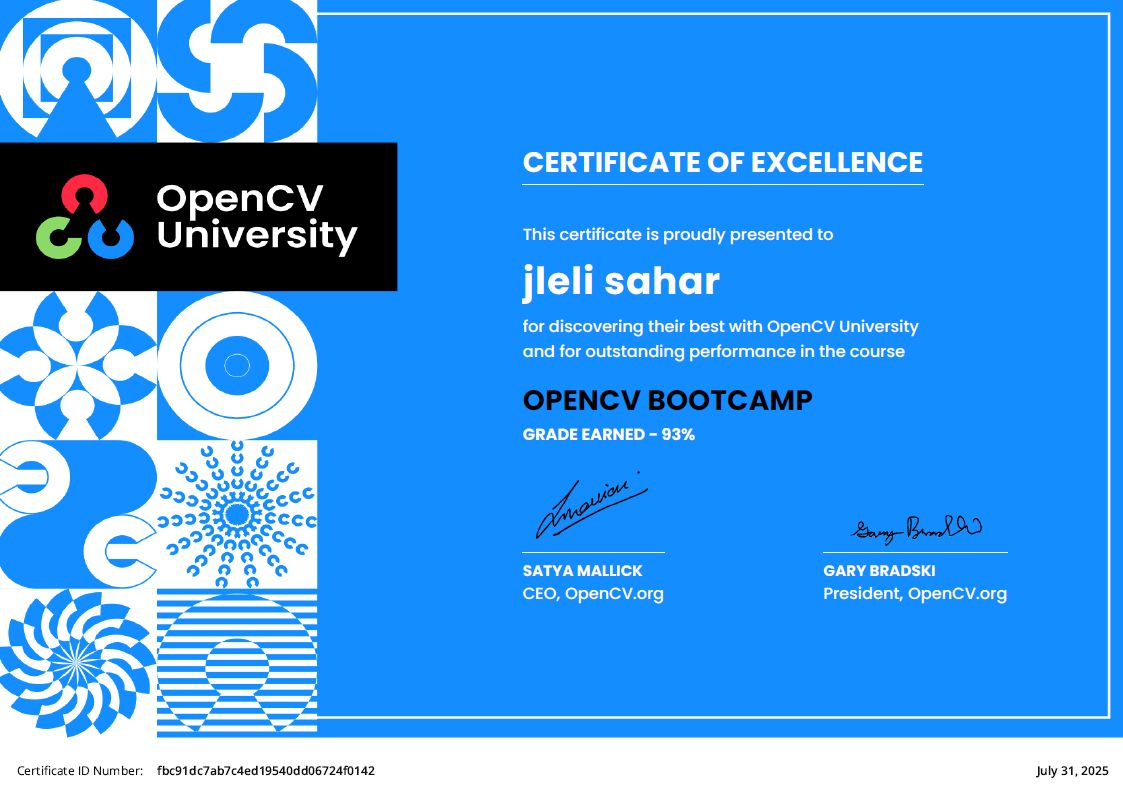 OpenCV
University
CERTIFICATE OF EXCELLENCE
This certificate is proudly presented to
jleli sahar
for discovering their best with OpenCV University
and for outstanding performance in the course
OPENCV BOOTCAMP
GRADE EARNED - 93%
SATYA MALLICK
CEO, OpenCV.org
GARY BRADSKI
President, OpenCV.org
Certificate ID Number: fbc91dc7ab7c4ed19540dd06724f0142
July 31, 2025